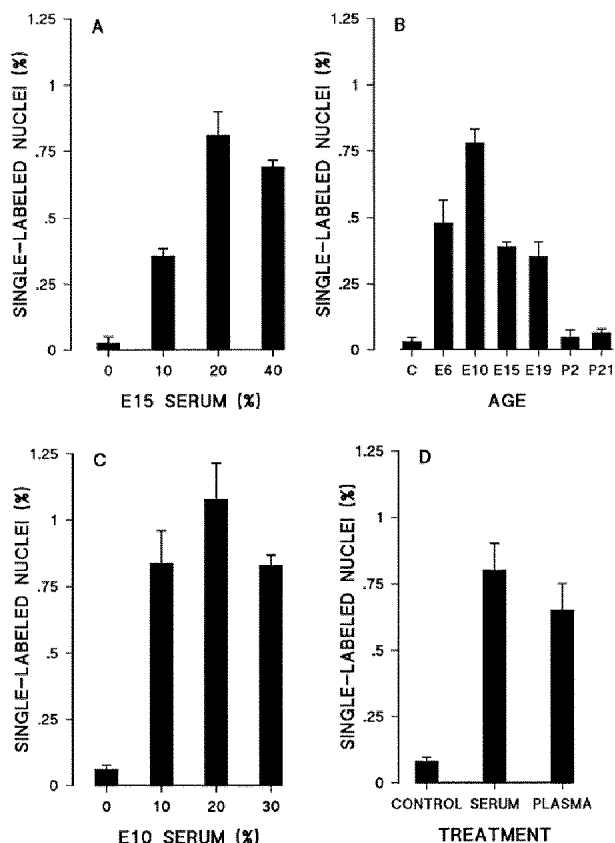 A
SINGLE-LABELED NUCLEI (%)
1.25
1
.75
.5
.25
0
0 10 20 40
E15 SERUM (%)
B
SINGLE-LABELED NUCLEI (%)
1.25
1
.75
.5
.25
0
C E6 E10 E15 E19 P2 P21
AGE
C
SINGLE-LABELED NUCLEI (%)
1.25
1
.75
.5
.25
0
0 10 20 30
E10 SERUM (%)
D
SINGLE-LABELED NUCLEI (%)
1.25
1
.75
.5
.25
0
CONTROL SERUM PLASMA
TREATMENT